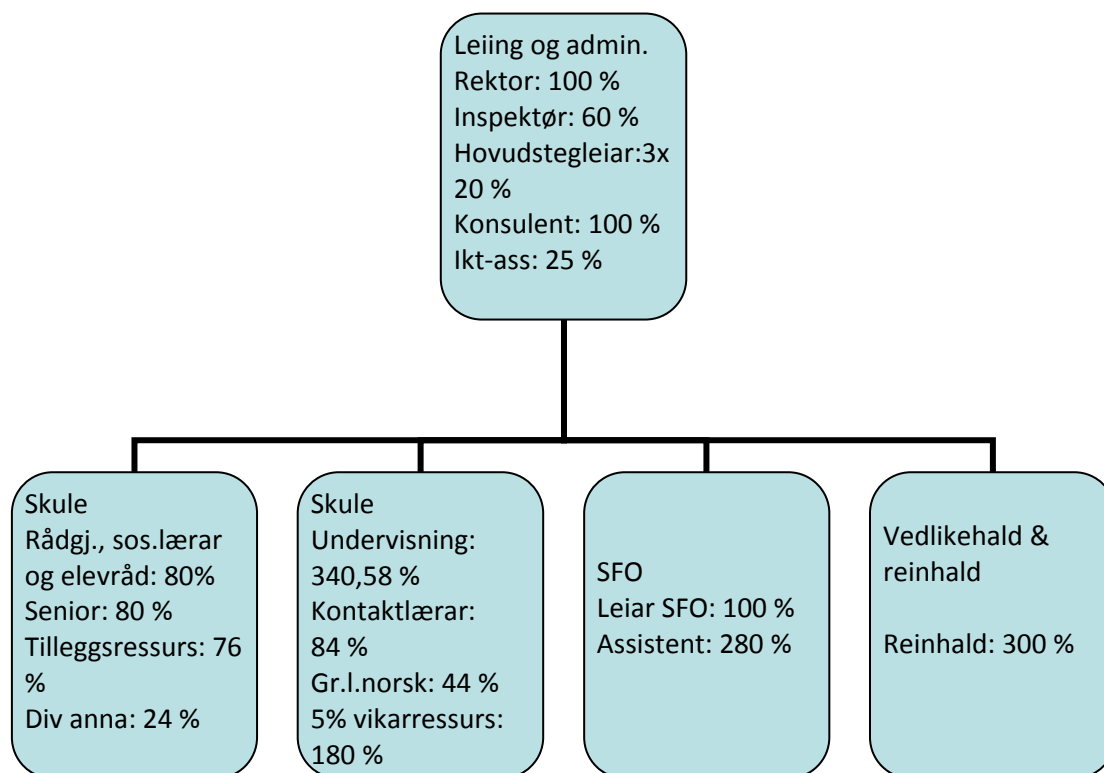 Leiing og admin.
Rektor: 100 %
Inspektør: 60 %
Hovudstegleiar:3x
20 %
Konsulent: 100 %
Ikt-ass: 25 %
Skule
Rådgj., sos.lærar
og elevråd: 80%
Senior: 80 %
Tilleggsressurs: 76
%
Div anna: 24 %
Skule
Undervisning:
340,58 %
Kontaktlærar:
84 %
Gr.l.norsk: 44 %
5% vikarressurs:
180 %
SFO
Leiar SFO: 100 %
Assistent: 280 %
Vedlikehald &
reinhald
Reinhald: 300 %